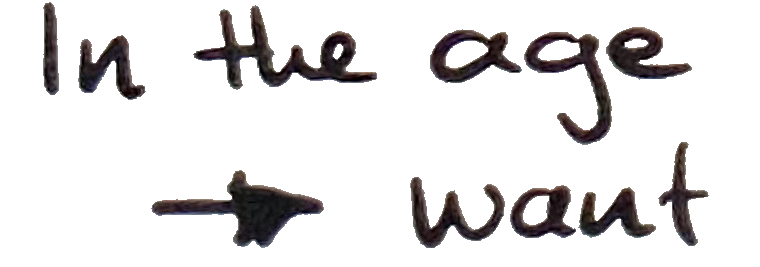 In the age
→ want